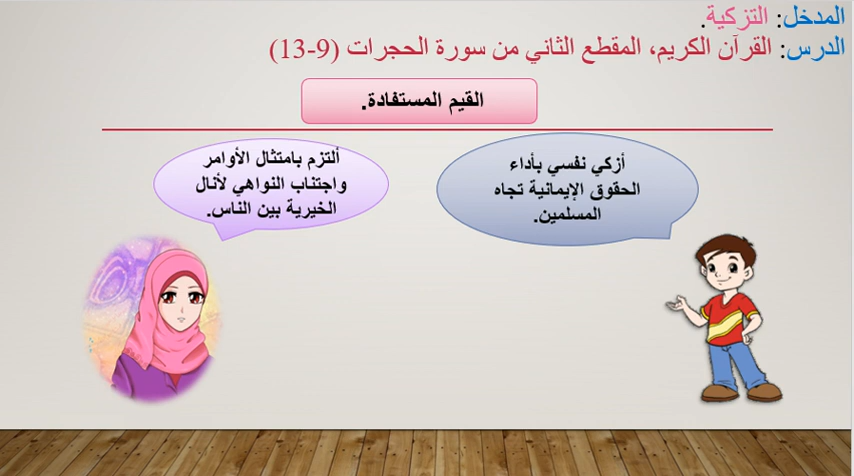 المدخل: التزكية.
الدرس: القرآن الكريم، المقطع الثاني من سورة الحجرات (9-13)
القيم المستفادة.
أزكي نفسي بأداء
الحقوق الإيمانية تجاه
المسلمين.
ألتزم بامتثال الأوامر
واجتناب النواهي لأنال
الخيرية بين الناس.